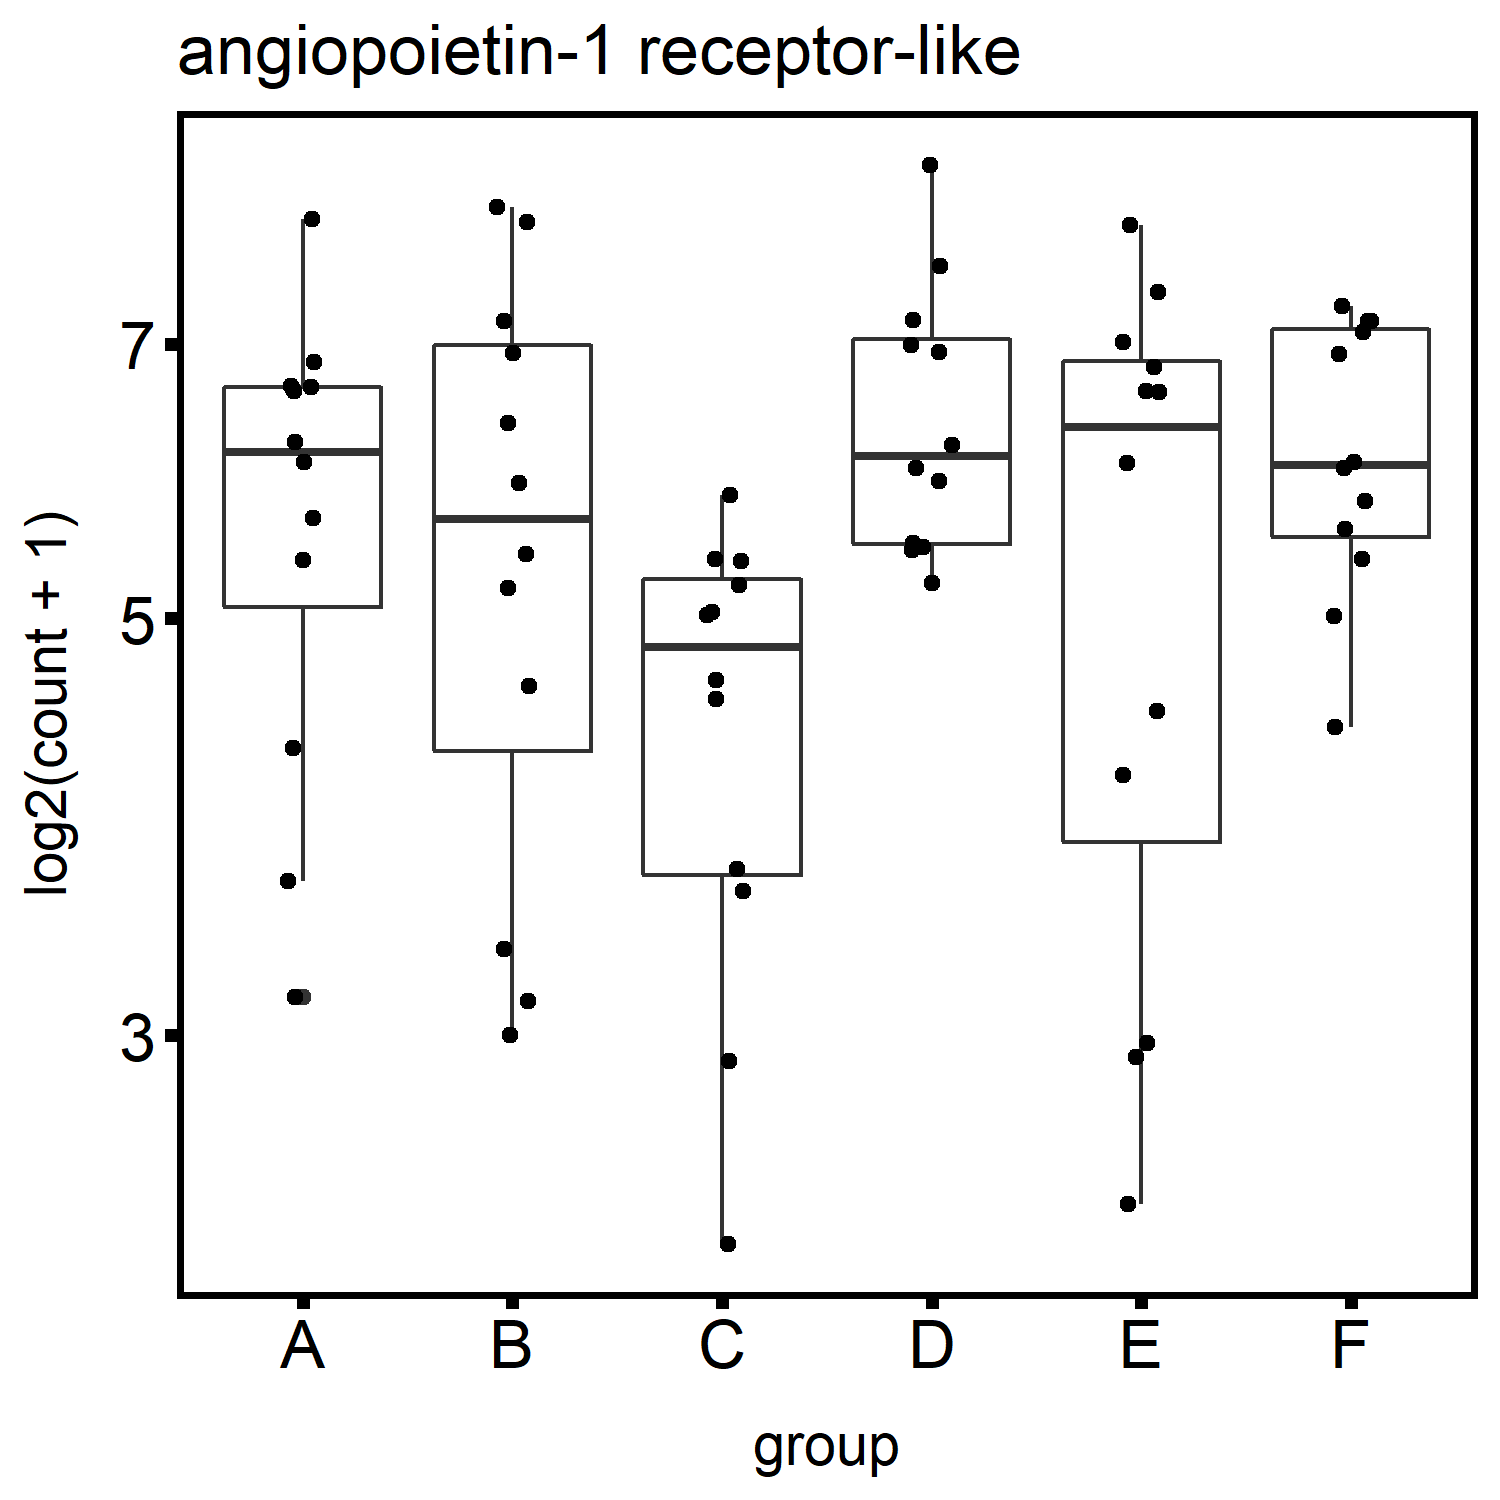 angiopoietin-1 receptor-like
log2(count + 1)
7
5
3
A B C D E F
group